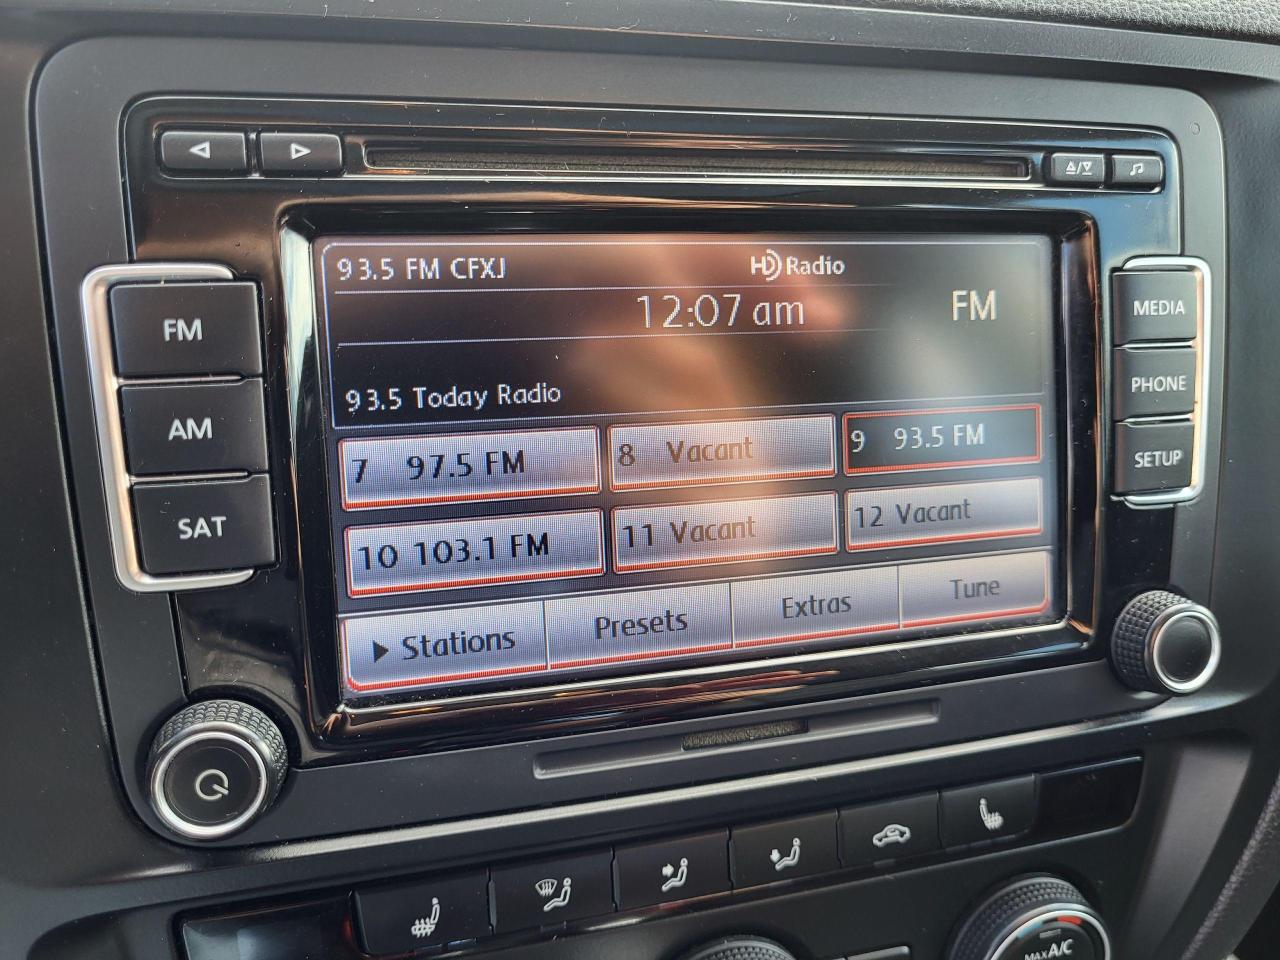 93.5 FM CFXJ
HD Radio
12:07 am
FM
93.5 Today Radio
7 97.5 FM
8 Vacant
9 93.5 FM
10 103.1 FM
11 Vacant
12 Vacant
Stations
Presets
Extras
Tune
FM
AM
SAT
MEDIA
PHONE
SETUP
MAX A/C